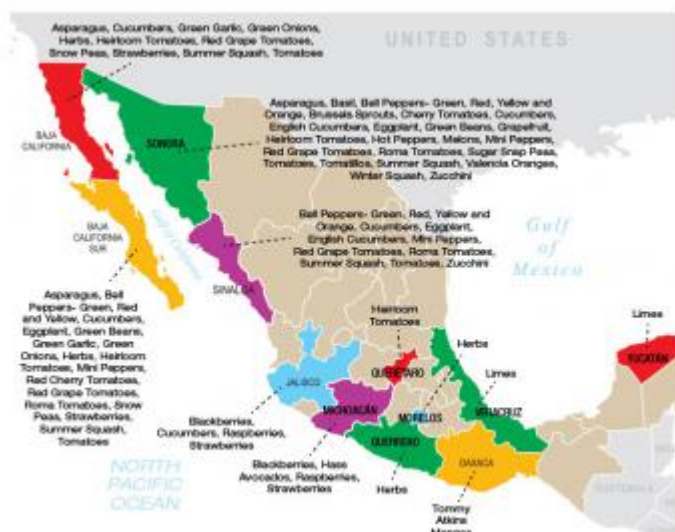 Asparagus, Cucumbers, Green Garlic, Green Onions,
Herbs, Heirloom Tomatoes, Red Grape Tomatoes,
Snow Peas, Strawberries, Summer Squash, Tomatoes
UNITED STATES
BAJA
CALIFORNIA
SONORA
Asparagus, Basil, Bell Peppers- Green, Red, Yellow and
Orange, Brussels Sprouts, Cherry Tomatoes, Cucumbers,
English Cucumbers, Eggplant, Green Beans, Grapefruit,
Heirloom Tomatoes, Hot Peppers, Melons, Mini Peppers,
Red Grape Tomatoes, Roma Tomatoes, Sugar Snap Peas,
Tomatoes, Tomatillos, Summer Squash, Valencia Oranges,
Winter Squash, Zucchini
BAJA
CALIFORNIA
SUR
Gulf of California
Bell Peppers- Green, Red, Yellow and
Orange, Cucumbers, Eggplant,
English Cucumbers, Mini Peppers,
Red Grape Tomatoes, Roma Tomatoes,
Summer Squash, Tomatoes, Zucchini
Gulf
of
Mexico
SINALOA
Asparagus, Bell
Peppers- Green, Red
and Yellow, Cucumbers,
Eggplant, Green Beans,
Green Garlic, Green
Onions, Herbs, Heirloom
Tomatoes, Mini Peppers,
Red Cherry Tomatoes,
Red Grape Tomatoes,
Roma Tomatoes, Snow
Peas, Strawberries,
Summer Squash,
Tomatoes
Heirloom
Tomatoes
Herbs
Limes
YUCATAN
QUERETARO
Limes
JALISCO
MICHOACÁN
MORELOS
VERACRUZ
Blackberries,
Cucumbers, Raspberries,
Strawberries
GUERRERO
OAXACA
Blackberries, Hass
Avocados, Raspberries,
Strawberries
Herbs
NORTH
PACIFIC
OCEAN
GUATEMALA
Tommy
Atkins